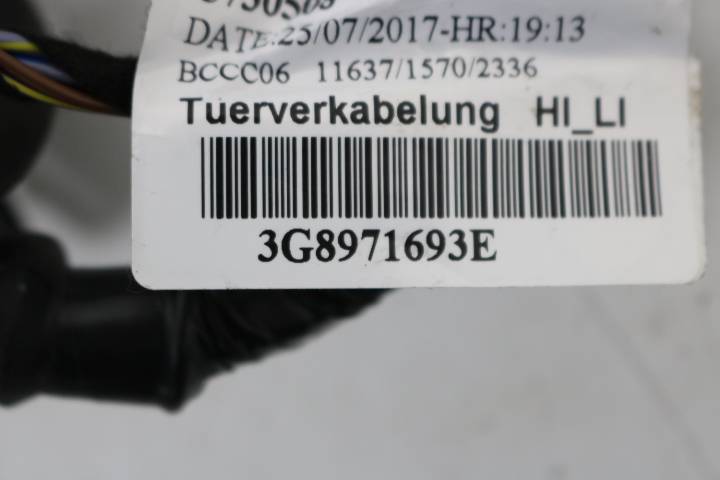 DATE:25/07/2017-HR:19:13
BCCC06 11637/1570/2336
Tuerverkabelung HI_LI
3G8971693E